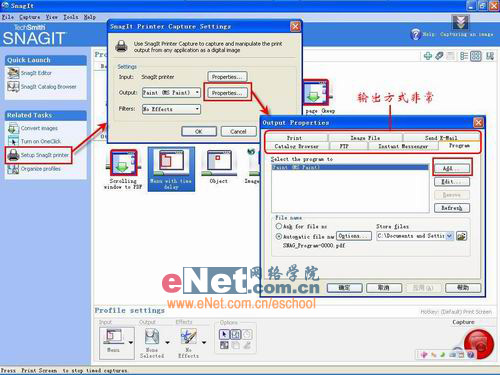 SnagIt
File Capture View Tools Help
TechSmith
SNAGIT
Help: Capturing an image
Quick Launch
SnagIt Editor
SnagIt Catalog Browser
Related Tasks
Convert images
Turn on OneClick
Setup SnagIt printer
Organize profiles
SnagIt Printer Capture Settings
Use SnagIt Printer Capture to capture and manipulate the print
output from any application as a digital image
Settings
Input: SnagIt printer Properties...
Output: Paint (MS Paint) Properties...
Filters: No Effects
OK Cancel
输出方式非常
Output Properties
Print Image File Send E-Mail
Catalog Browser FTP Instant Messenger Program
Select the program to
Paint (MS Paint)
Add...
Edit...
Remove
Refresh
File name
Ask for file na
Store files
Automatic file nam Options...
C:\Documents and Settin
SNAG_Program-0000.pdf
确定 取消 应用(A) 帮助
Scrolling
window to PDF
Menu with time
delay
Object
eNet网络学院
.com.cn
www.eNet.com.cn/eschool
Profile settings
Hotkey: (Default) Print Screen
Input Output Effects Options
Capture
Menu
None
Selected
No
Effects
Press Print Screen to stop timed captures.